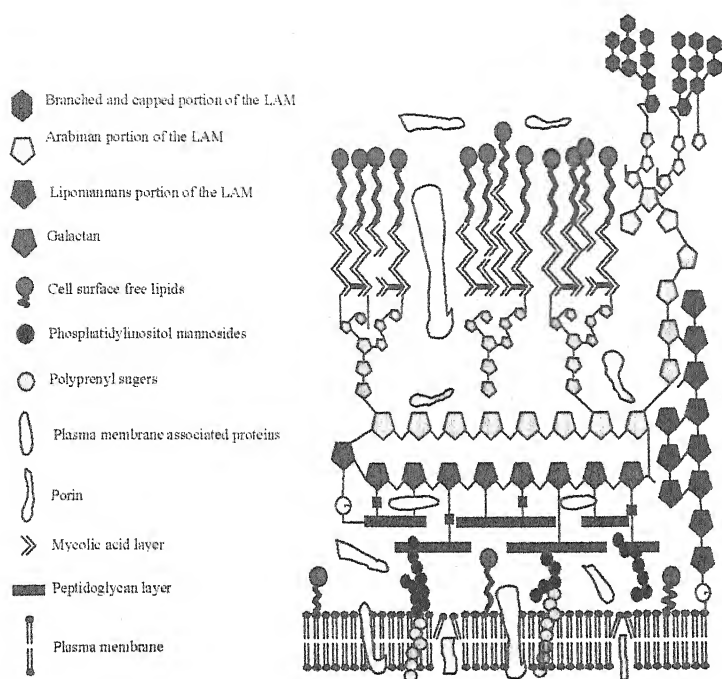 Branched and capped portion of the LAM
Arabinan portion of the LAM
Lipomannans portion of the LAM
Galactan
Cell surface free lipids
Phosphatidylinositol mannosides
Polyprenyl sugers
Plasma membrane associated proteins
Porin
Mycolic acid layer
Peptidoglycan layer
Plasma membrane